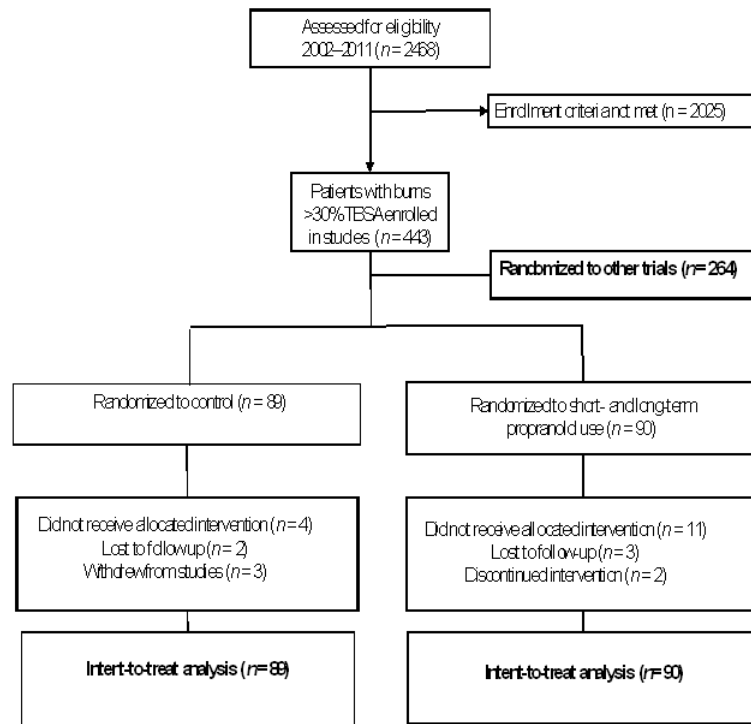 Assessed for eligibility
2002–2011 (n = 2468)
Enrollment criteria not met (n = 2025)
Patients with burns
>30% TBSA enrolled
in studies (n = 443)
Randomized to other trials (n = 264)
Randomized to control (n = 89)
Randomized to short- and long-term
propranolol use (n = 90)
Did not receive allocated intervention (n = 4)
Lost to followup (n = 2)
Withdrew from studies (n = 3)
Did not receive allocated intervention (n = 11)
Lost to follow-up (n = 3)
Discontinued intervention (n = 2)
Intent-to-treat analysis (n = 89)
Intent-to-treat analysis (n = 90)